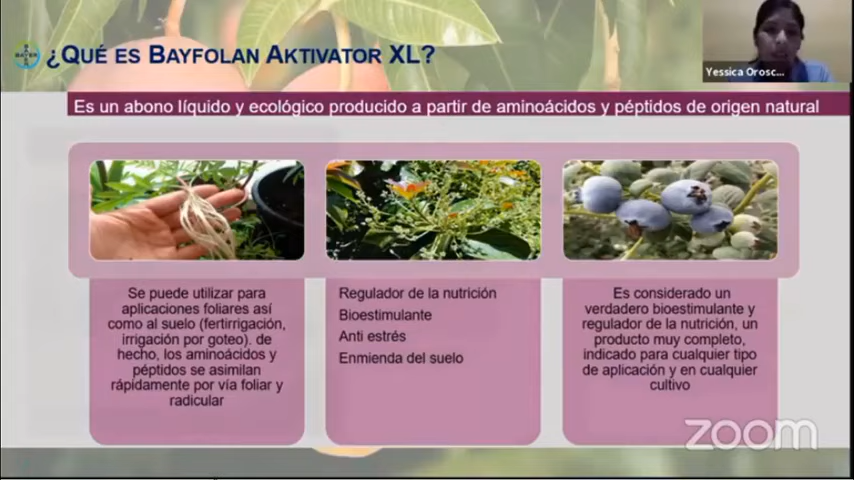 ¿QUÉ ES BAYFOLAN AKTIVATOR XL?
Yessica Orosc...
Es un abono líquido y ecológico producido a partir de aminoácidos y péptidos de origen natural
Se puede utilizar para
aplicaciones foliares así
como al suelo (fertirrigación,
irrigación por goteo). de
hecho, los aminoácidos y
péptidos se asimilan
rápidamente por vía foliar y
radicular
Regulador de la nutrición
Bioestimulante
Anti estrés
Enmienda del suelo
Es considerado un
verdadero bioestimulante y
regulador de la nutrición, un
producto muy completo,
indicado para cualquier tipo
de aplicación y en cualquier
cultivo
zoom